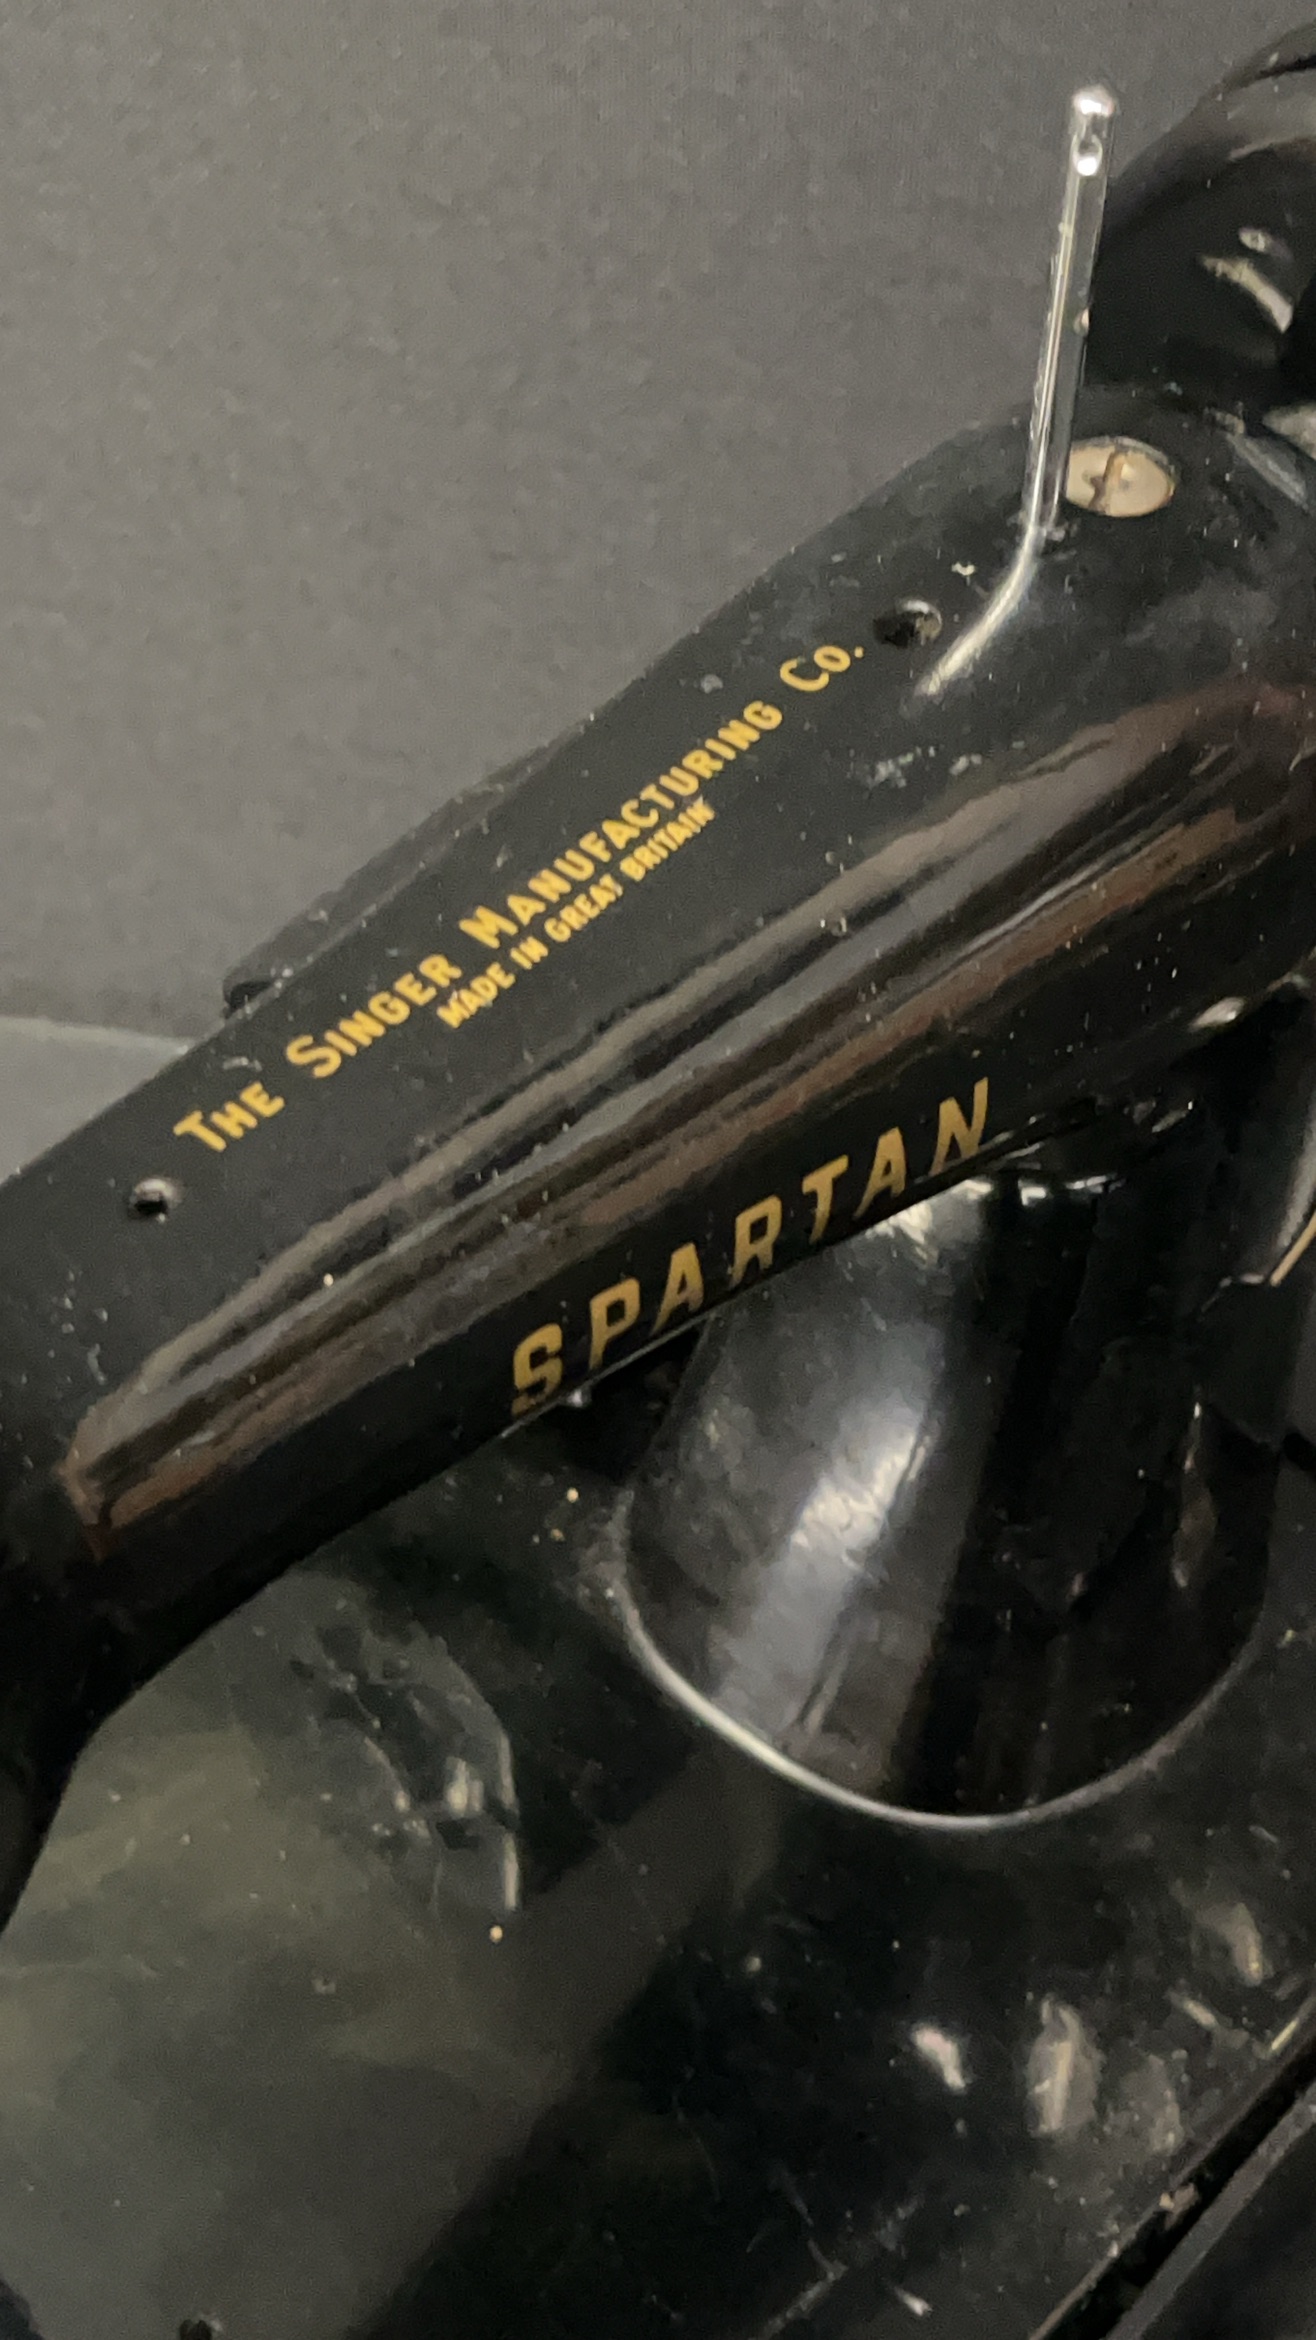 THE SINGER MANUFACTURING CO.
MADE IN GREAT BRITAIN
SPARTAN